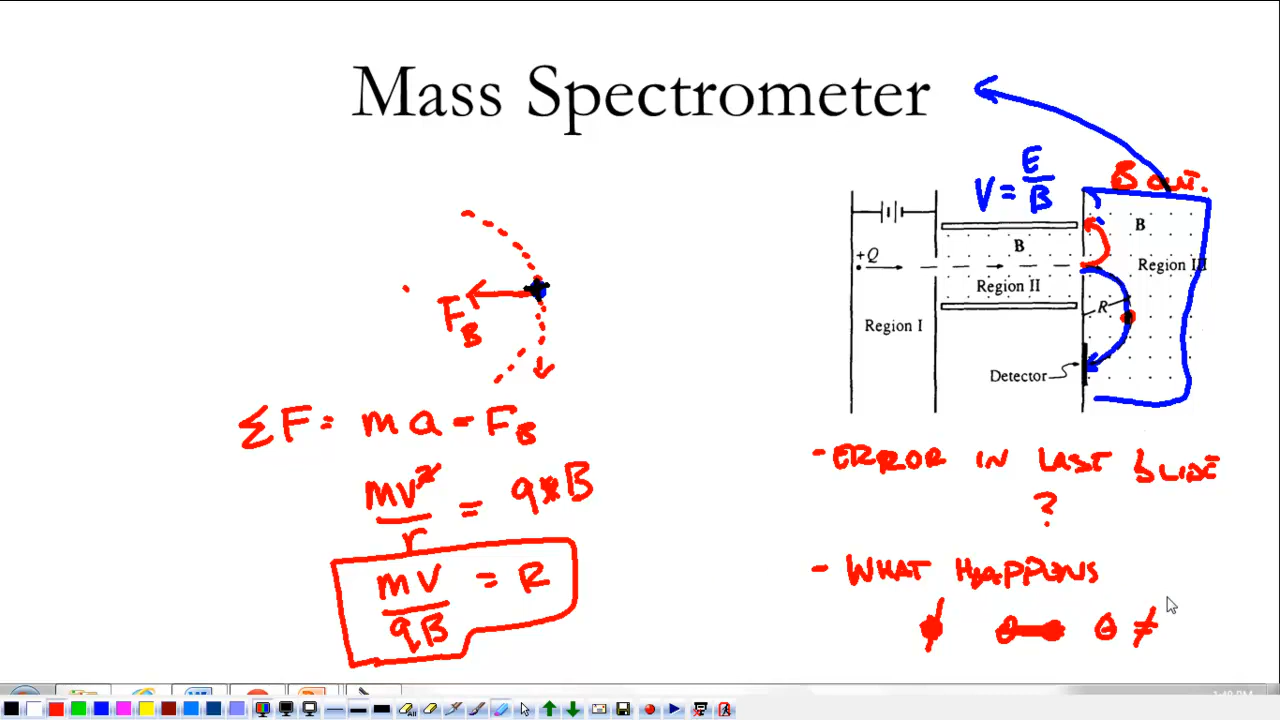 Mass Spectrometer
B OUT.
V = E/B
B
B
+Q
Region III
Region II
R
Region I
Detector
F_B
ΣF = ma = F_B
mv²/r = qvB
mv/qB = R
- ERROR IN LAST SLIDE
?
- WHAT HAPPENS
≠